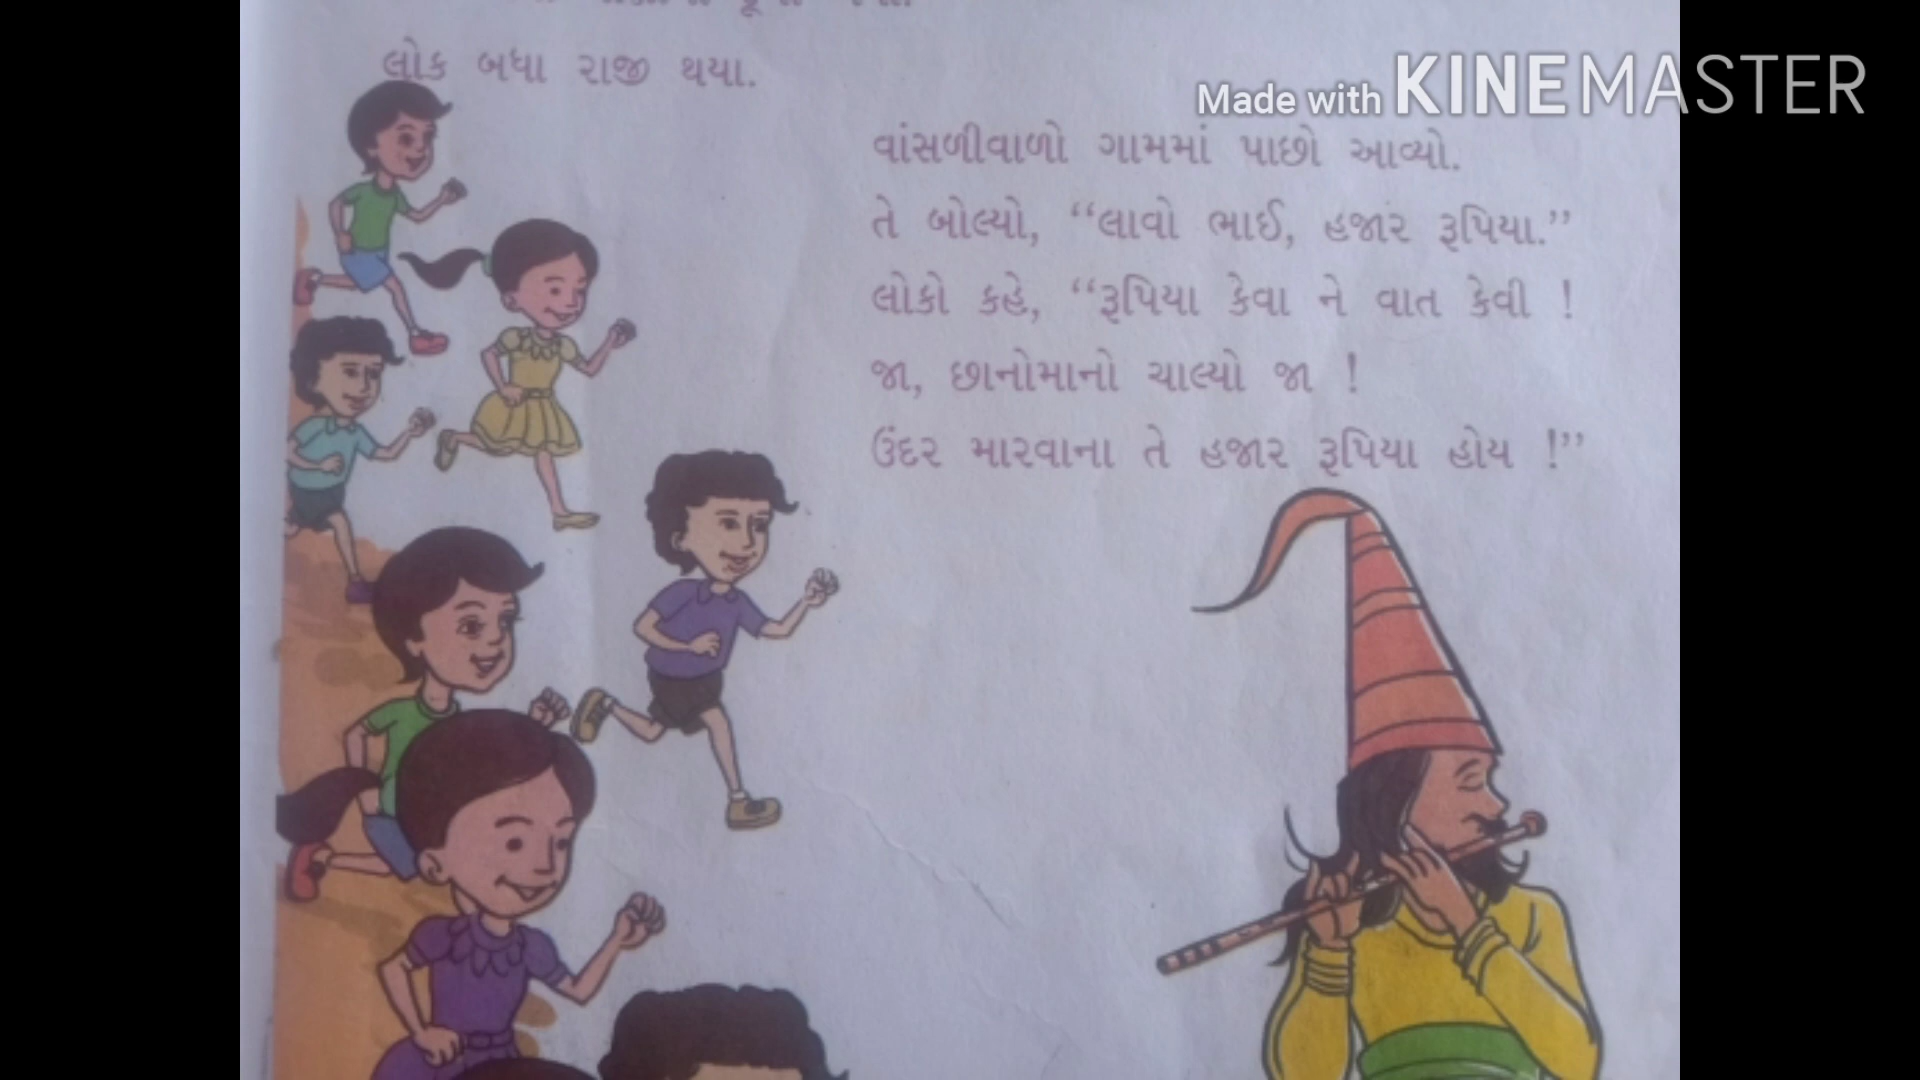 લોક બધા રાજી થયા.
Made with KINEMASTER
વાંસળીવાળો ગામમાં પાછો આવ્યો.
તે બોલ્યો, “લાવો ભાઈ, હજાર રૂપિયા.”
લોકો કહે, “રૂપિયા કેવા ને વાત કેવી !
જા, છાનોમાનો ચાલ્યો જા !
ઉંદર મારવાના તે હજાર રૂપિયા હોય !”